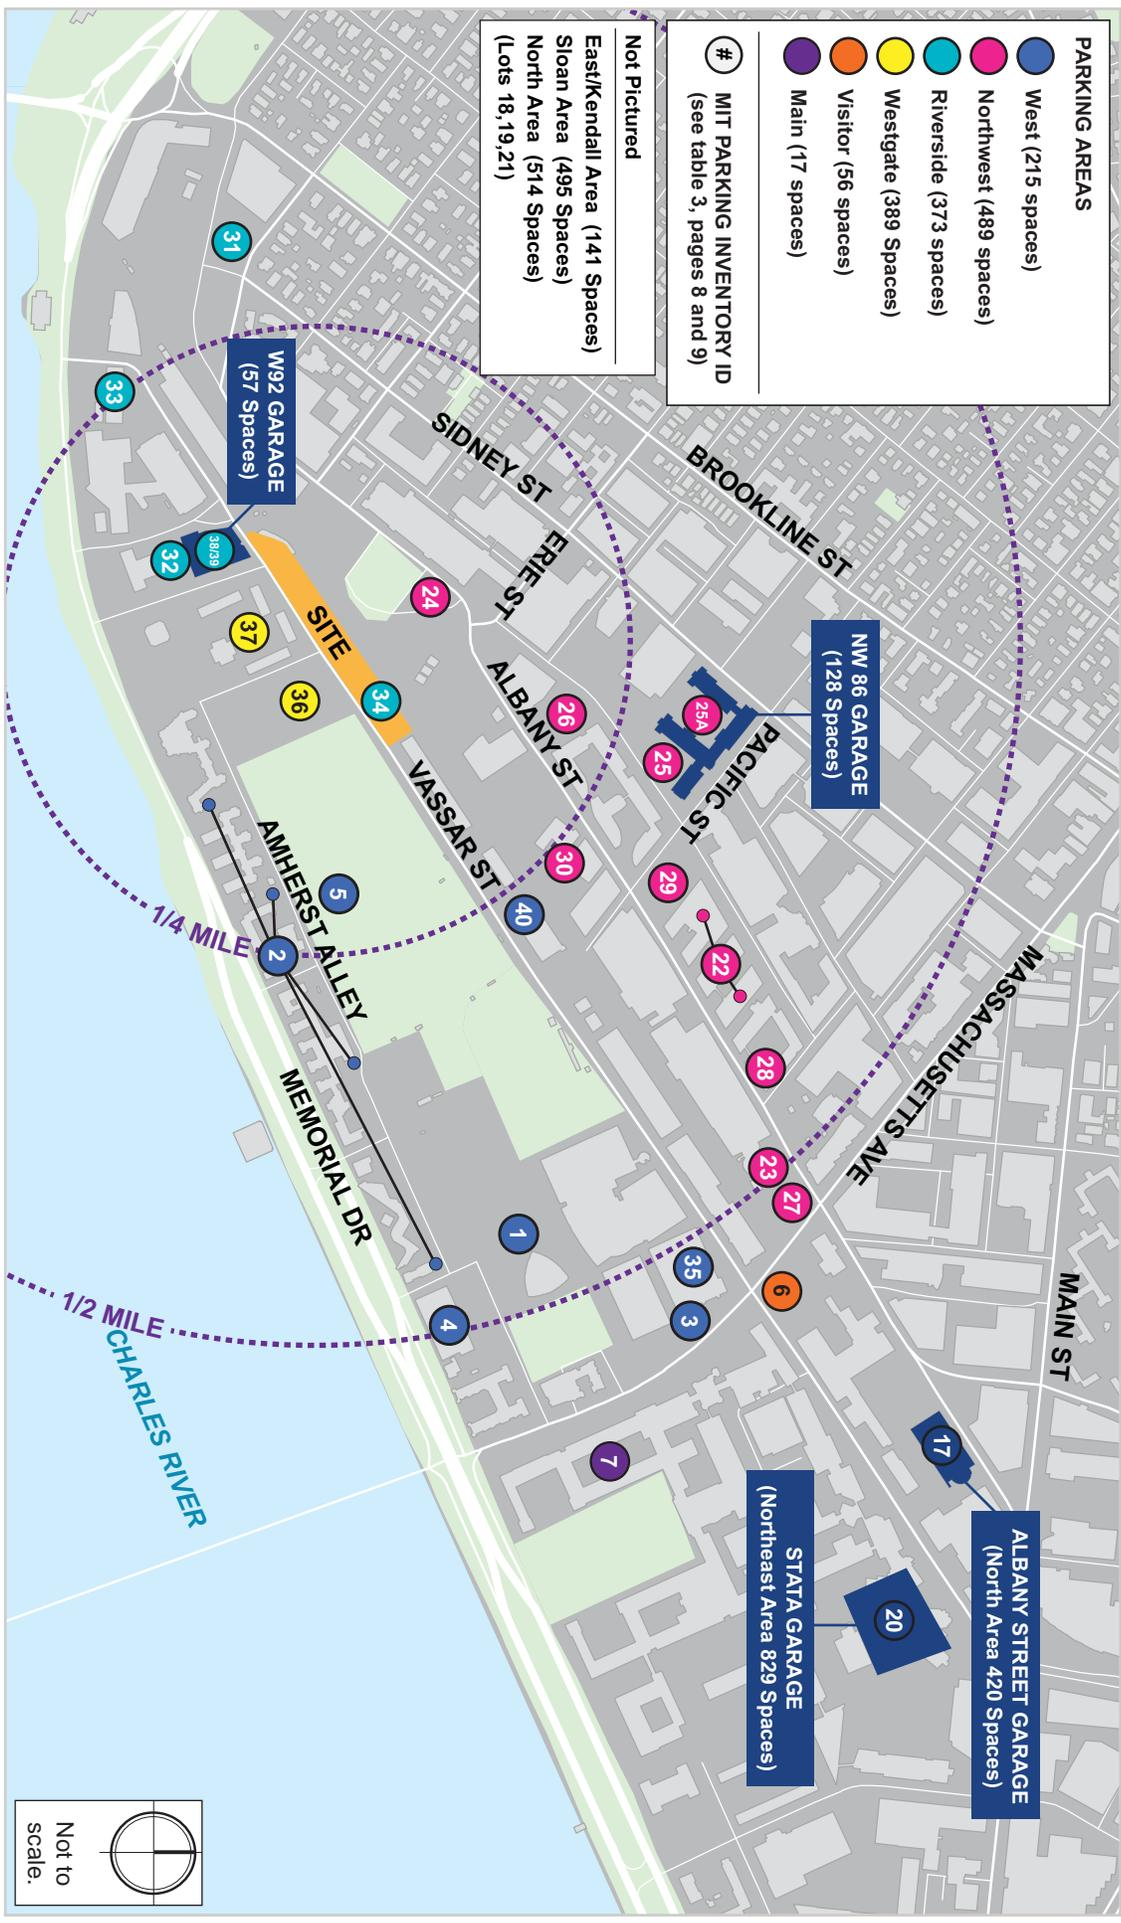 PARKING AREAS
West (215 spaces)
Northwest (489 spaces)
Riverside (373 spaces)
Westgate (389 Spaces)
Visitor (56 spaces)
Main (17 spaces)
# MIT PARKING INVENTORY ID
(see table 3, pages 8 and 9)
Not Pictured
East/Kendall Area (141 Spaces)
Sloan Area (495 Spaces)
North Area (514 Spaces)
(Lots 18,19,21)
BROOKLINE ST
SIDNEY ST
ERIE ST
NW 86 GARAGE
(128 Spaces)
PACIFIC ST
ALBANY ST
VASSAR ST
MASSACHUSETTS AVE
MAIN ST
W92 GARAGE
(57 Spaces)
SITE
AMHERST ALLEY
MEMORIAL DR
1/4 MILE
1/2 MILE
CHARLES RIVER
ALBANY STREET GARAGE
(North Area 420 Spaces)
STATA GARAGE
(Northeast Area 829 Spaces)
31
33
32
38/39
37
36
34
24
26
25A
25
30
29
22
28
23
27
40
5
2
1
35
3
4
6
7
17
20
Not to
scale.